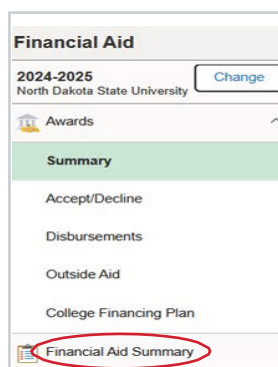 Financial Aid
2024-2025
North Dakota State University
Change
Awards
Summary
Accept/Decline
Disbursements
Outside Aid
College Financing Plan
Financial Aid Summary